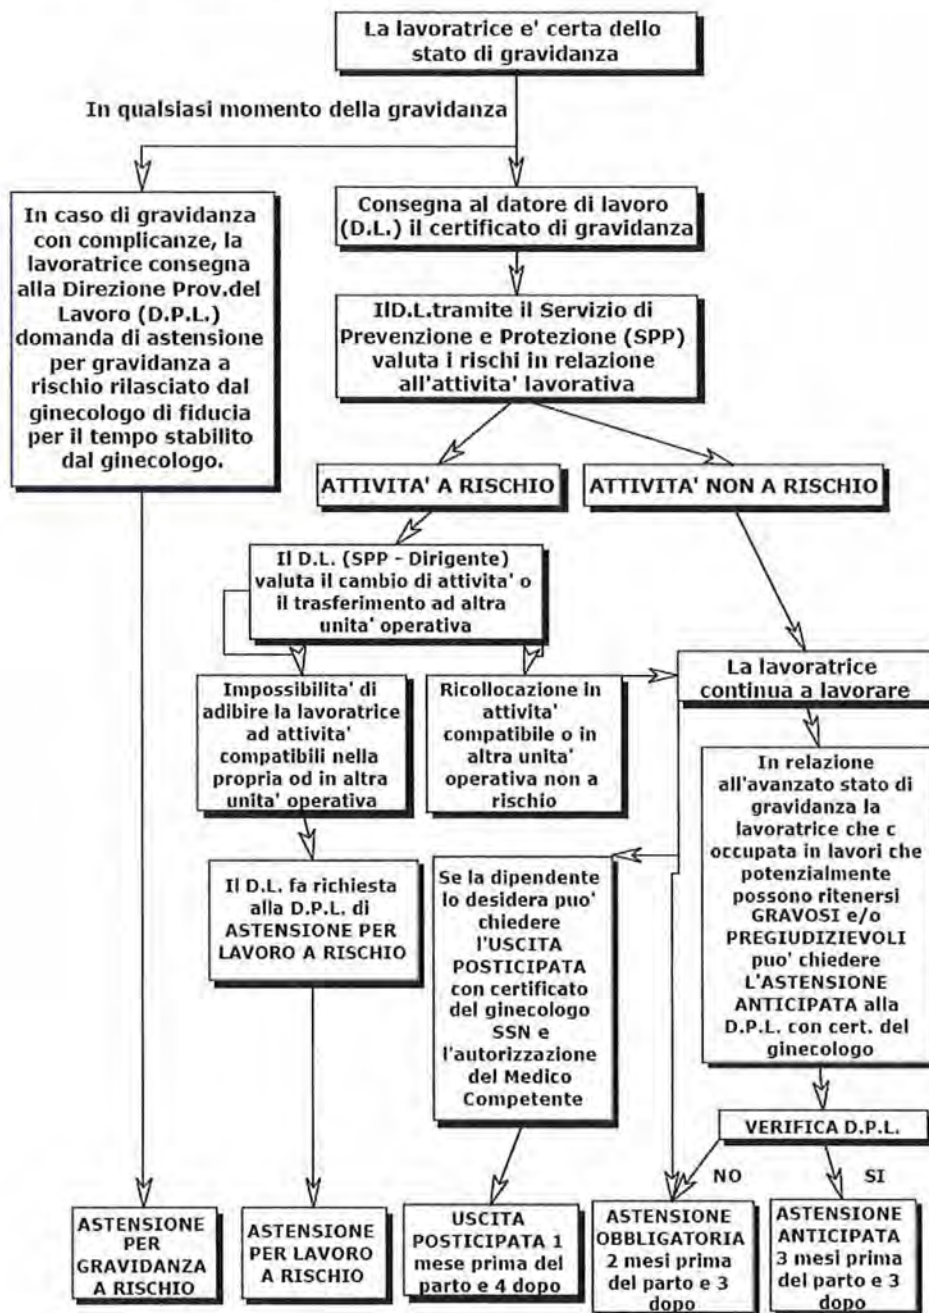 La lavoratrice e' certa dello
stato di gravidanza
In qualsiasi momento della gravidanza
In caso di gravidanza
con complicanze, la
lavoratrice consegna
alla Direzione Prov.del
Lavoro (D.P.L.)
domanda di astensione
per gravidanza a
rischio rilasciato dal
ginecologo di fiducia
per il tempo stabilito
dal ginecologo.
Consegna al datore di lavoro
(D.L.) il certificato di gravidanza
IlD.L.tramite il Servizio di
Prevenzione e Protezione (SPP)
valuta i rischi in relazione
all'attivita' lavorativa
ATTIVITA' A RISCHIO
ATTIVITA' NON A RISCHIO
Il D.L. (SPP - Dirigente)
valuta il cambio di attivita' o
il trasferimento ad altra
unita' operativa
Impossibilita' di
adibire la lavoratrice
ad attivita'
compatibili nella
propria od in altra
unita' operativa
Ricollocazione in
attivita'
compatibile o in
altra unita'
operativa non a
rischio
La lavoratrice
continua a lavorare
Il D.L. fa richiesta
alla D.P.L. di
ASTENSIONE PER
LAVORO A RISCHIO
Se la dipendente
lo desidera puo'
chiedere
l'USCITA
POSTICIPATA
con certificato
del ginecologo
SSN e
l'autorizzazione
del Medico
Competente
In relazione
all'avanzato stato di
gravidanza la
lavoratrice che c
occupata in lavori che
potenzialmente
possono ritenersi
GRAVOSI e/o
PREGIUDIZIEVOLI
puo' chiedere
L'ASTENSIONE
ANTICIPATA alla
D.P.L. con cert. del
ginecologo
VERIFICA D.P.L.
NO
SI
ASTENSIONE
PER
GRAVIDANZA
A RISCHIO
ASTENSIONE
PER LAVORO
A RISCHIO
USCITA
POSTICIPATA 1
mese prima del
parto e 4 dopo
ASTENSIONE
OBBLIGATORIA
2 mesi prima
del parto e 3
dopo
ASTENSIONE
ANTICIPATA
3 mesi prima
del parto e 3
dopo